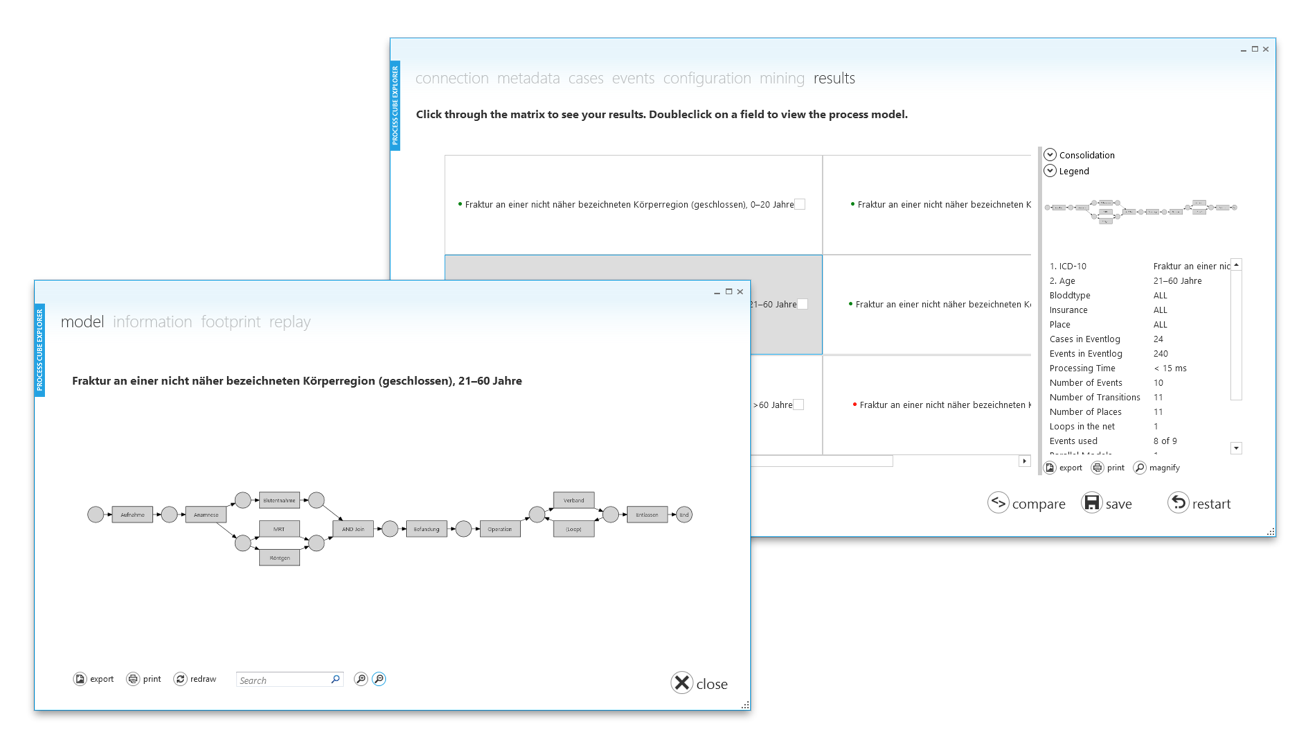 PROCESS CUBE EXPLORER
connection metadata cases events configuration mining results
Click through the matrix to see your results. Doubleclick on a field to view the process model.
Fraktur an einer nicht näher bezeichneten Körperregion (geschlossen), 0–20 Jahre
Fraktur an einer nicht näher bezeichneten K
21–60 Jahre
Fraktur an einer nicht näher bezeichneten K
>60 Jahre
Fraktur an einer nicht näher bezeichneten
Consolidation
Legend
1. ICD-10 Fraktur an einer nic
2. Age 21–60 Jahre
Bloddtype ALL
Insurance ALL
Place ALL
Cases in Eventlog 24
Events in Eventlog 240
Processing Time < 15 ms
Number of Events 10
Number of Transitions 11
Number of Places 11
Loops in the net 1
Events used 8 of 9
export print magnify
compare save restart
PROCESS CUBE EXPLORER
model information footprint replay
Fraktur an einer nicht näher bezeichneten Körperregion (geschlossen), 21–60 Jahre
Aufnahme
Anamnese
Blutentnahme
MRT
Röntgen
AND Join
Befundung
Operation
Verband
(Loop)
Entlassen
End
export print redraw Search
close